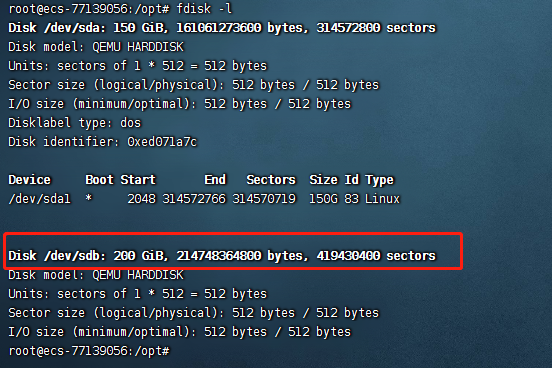 root@ecs-77139056:/opt# fdisk -l
Disk /dev/sda: 150 GiB, 161061273600 bytes, 314572800 sectors
Disk model: QEMU HARDDISK
Units: sectors of 1 * 512 = 512 bytes
Sector size (logical/physical): 512 bytes / 512 bytes
I/O size (minimum/optimal): 512 bytes / 512 bytes
Disklabel type: dos
Disk identifier: 0xed071a7c
Device     Boot Start       End   Sectors  Size Id Type
/dev/sda1  *     2048 314572766 314570719  150G 83 Linux
Disk /dev/sdb: 200 GiB, 214748364800 bytes, 419430400 sectors
Disk model: QEMU HARDDISK
Units: sectors of 1 * 512 = 512 bytes
Sector size (logical/physical): 512 bytes / 512 bytes
I/O size (minimum/optimal): 512 bytes / 512 bytes
root@ecs-77139056:/opt#